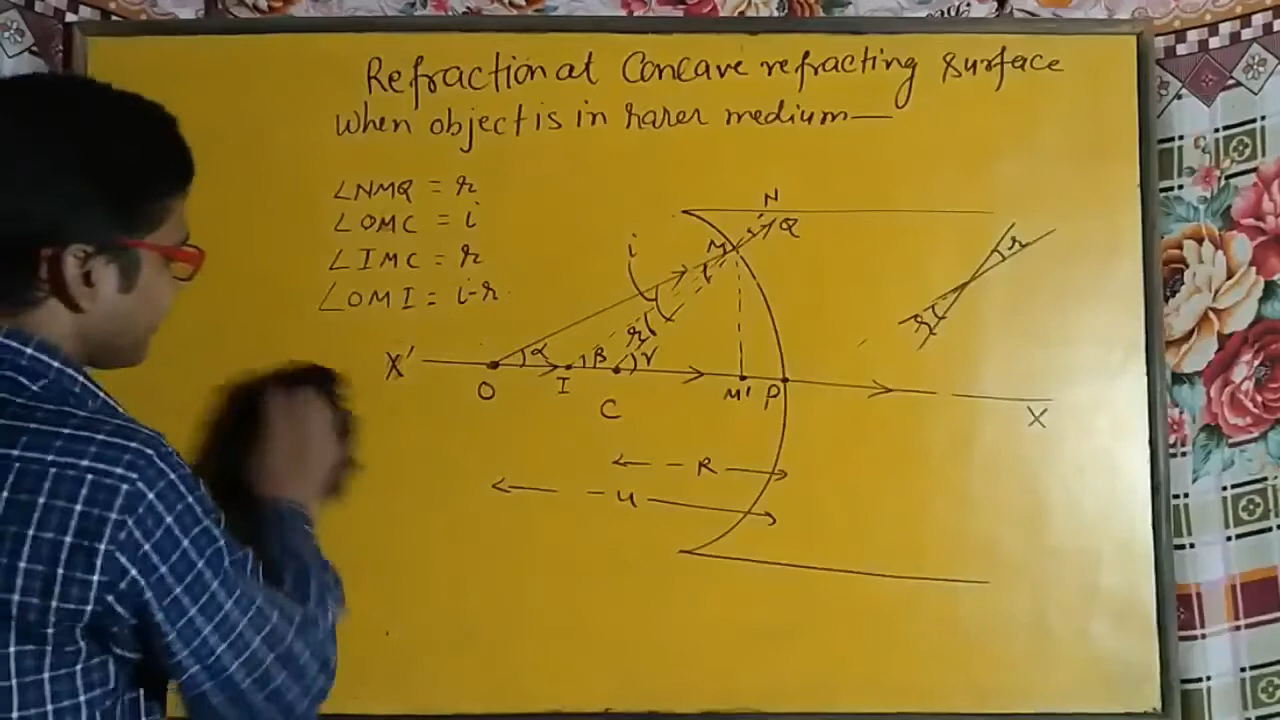 Refraction at Concave refracting surface
when object is in rarer medium—
∠NMQ = r
∠OMC = i
∠IMC = r
∠OMI = i-r
N
Q
M
i
r
r
r
X'
α
β
γ
O
I
C
M'
P
X
- R
- u